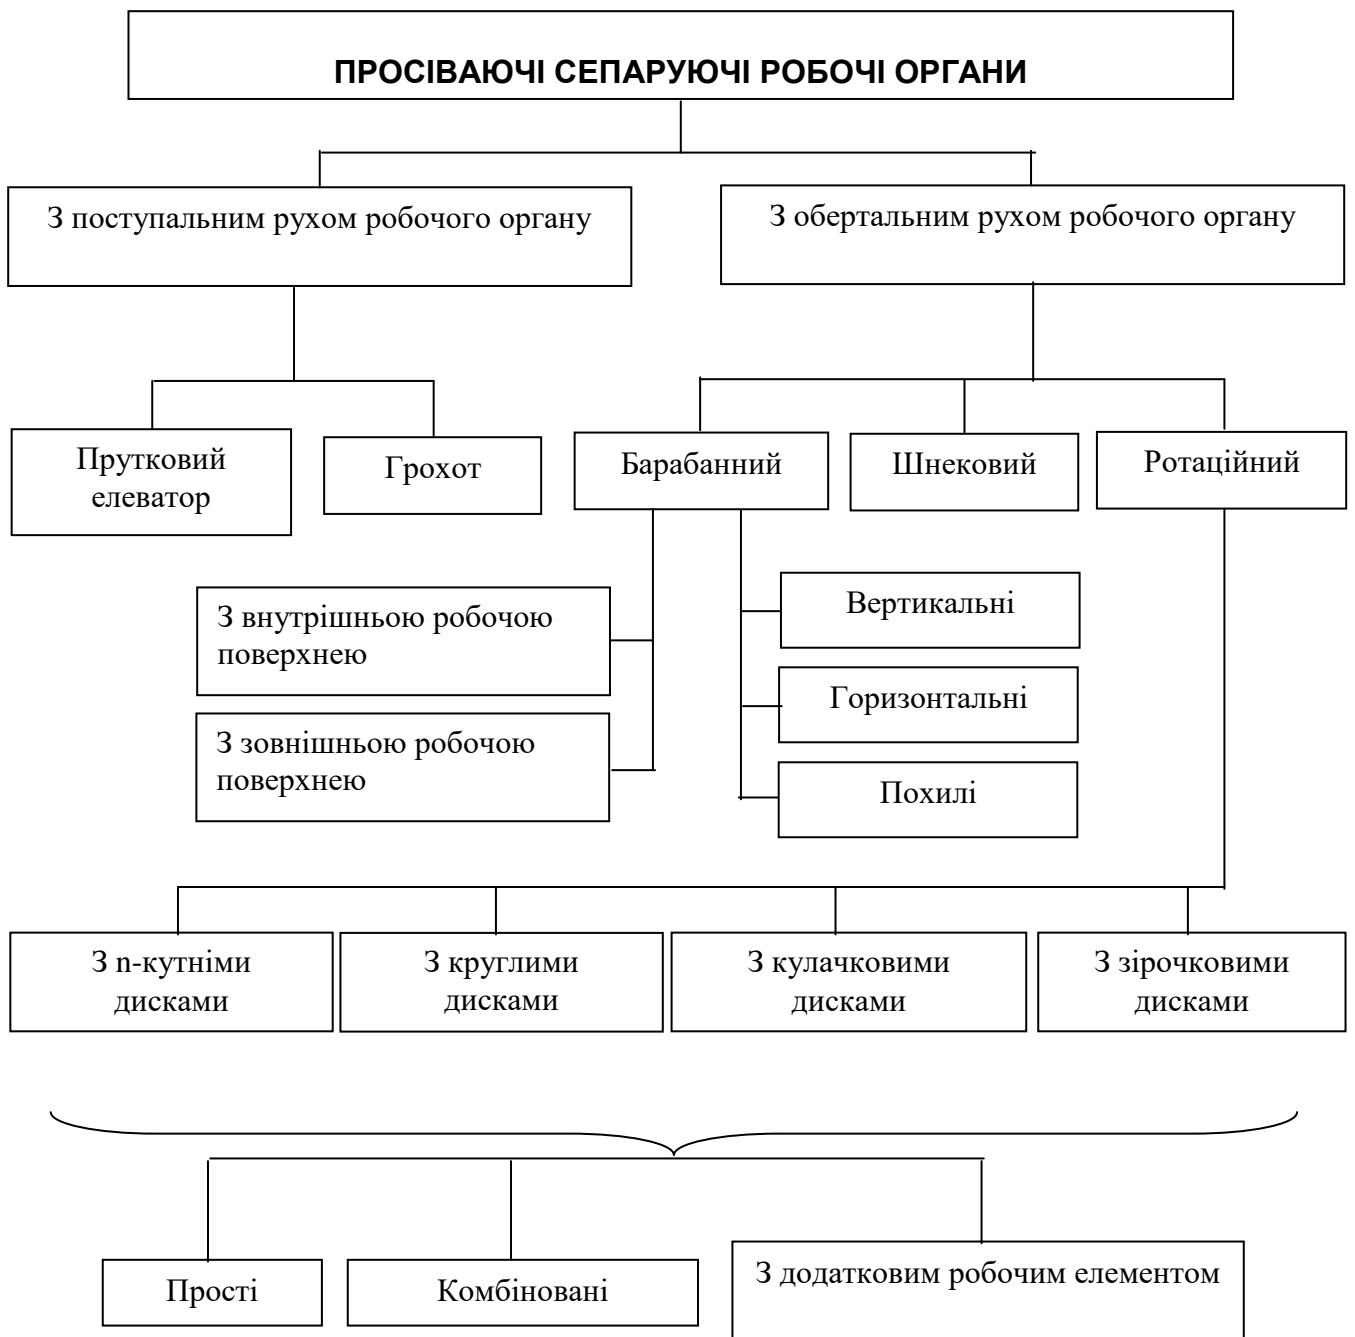 ПРОСІВАЮЧІ СЕПАРУЮЧІ РОБОЧІ ОРГАНИ
З поступальним рухом робочого органу
З обертальним рухом робочого органу
Прутковий
елеватор
Грохот
Барабанний
Шнековий
Ротаційний
З внутрішньою робочою
поверхнею
З зовнішньою робочою
поверхнею
Вертикальні
Горизонтальні
Похилі
З n-кутніми
дисками
З круглими
дисками
З кулачковими
дисками
З зірочковими
дисками
Прості
Комбіновані
З додатковим робочим елементом